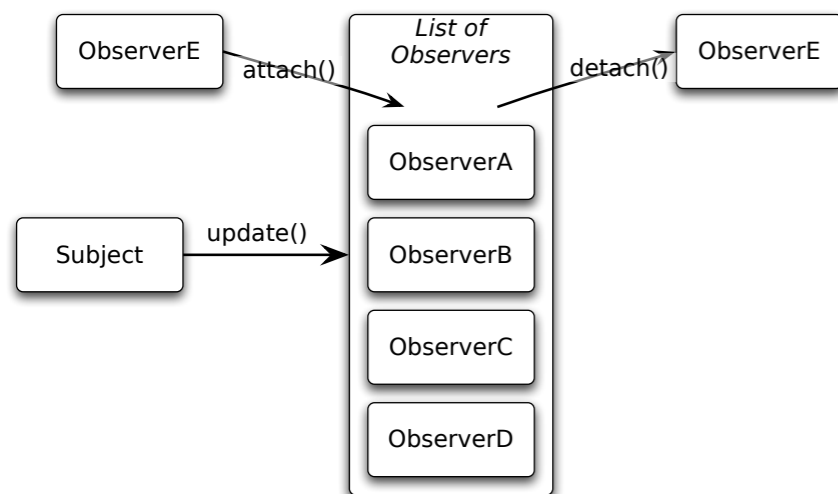 ObserverE
attach()
List of
Observers
detach()
ObserverE
ObserverA
Subject
update()
ObserverB
ObserverC
ObserverD